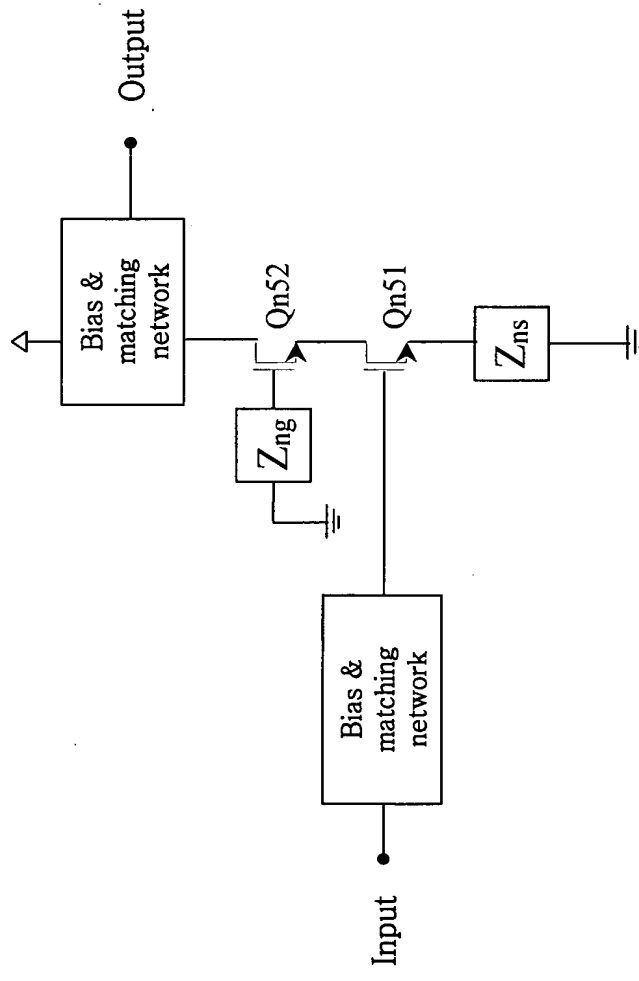 Output
Bias &
matching
network
Qn52
Zng
Qn51
Zns
Bias &
matching
network
Input